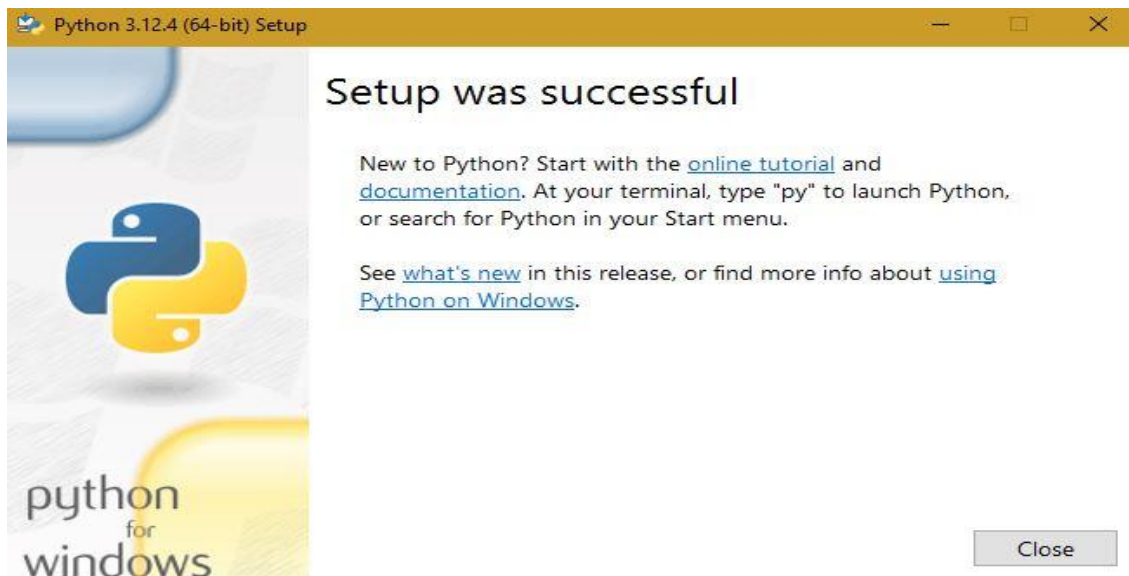 Python 3.12.4 (64-bit) Setup
Setup was successful
New to Python? Start with the online tutorial and
documentation. At your terminal, type "py" to launch Python,
or search for Python in your Start menu.
See what's new in this release, or find more info about using
Python on Windows.
python
for
windows
Close